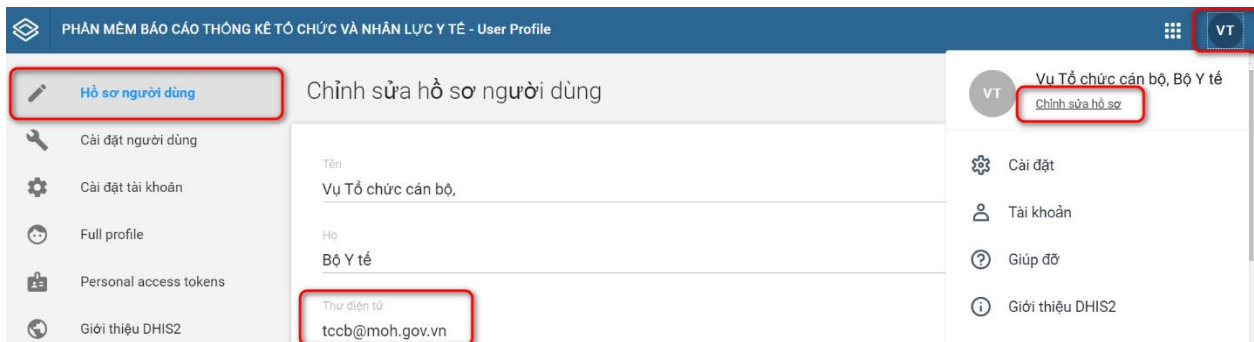 PHẦN MỀM BÁO CÁO THỐNG KÊ TỔ CHỨC VÀ NHÂN LỰC Y TẾ - User Profile
VT
Hồ sơ người dùng
Cài đặt người dùng
Cài đặt tài khoản
Full profile
Personal access tokens
Giới thiệu DHIS2
Chỉnh sửa hồ sơ người dùng
Tên
Vụ Tổ chức cán bộ,
Họ
Bộ Y tế
Thư điện tử
tccb@moh.gov.vn
VT
Vụ Tổ chức cán bộ, Bộ Y tế
Chỉnh sửa hồ sơ
Cài đặt
Tài khoản
Giúp đỡ
Giới thiệu DHIS2